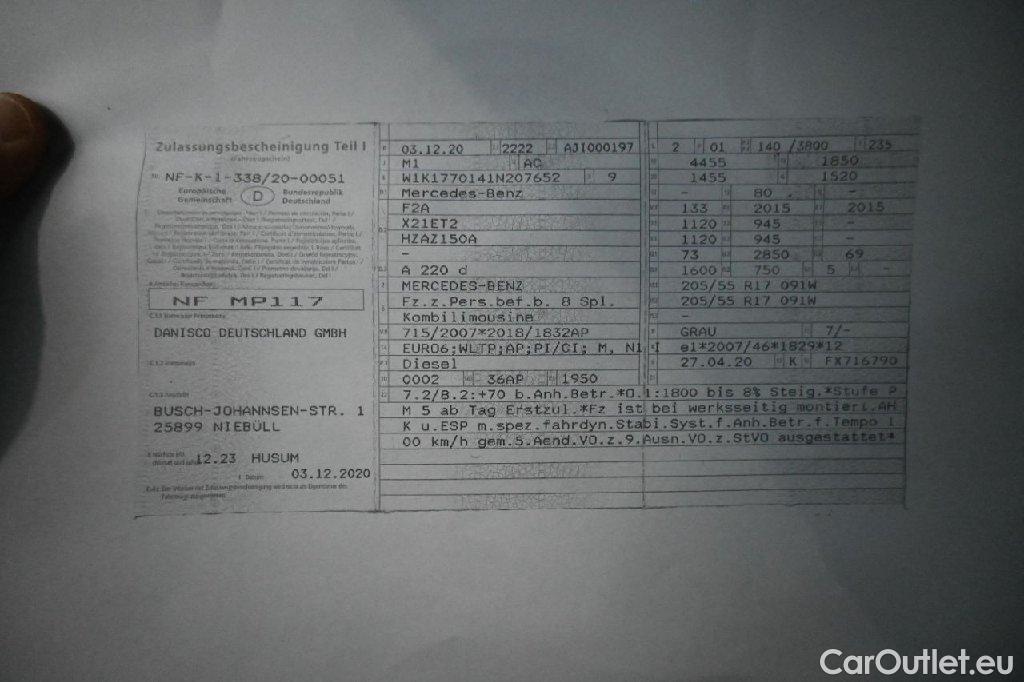 Zulassungsbescheinigung Teil I
(Fahrzeugschein)
NF-K-1-338/20-00051
Europäische Gemeinschaft D Bundesrepublik Deutschland
NF MP117
DANISCO DEUTSCHLAND GMBH
BUSCH-JOHANNSEN-STR. 1
25899 NIEBÜLL
12.23 HUSUM
03.12.2020
03.12.20 2222 AJI000197
M1 AC
W1K1770141N207652 9
Mercedes-Benz
F2A
X21ET2
HZAZ150A
-
A 220 d
MERCEDES-BENZ
Fz.z.Pers.bef.b. 8 Spl.
Kombilimousine
715/2007*2018/1832AP
EURO6;WLTP;AP;PI/CI; M, N1 I
Diesel
0002 36AP 1950
2 01 140 /3800 235
4455 1850
1455 1520
- 80 -
133 2015 2015
1120 945 -
1120 945 -
73 2850 69
1600 750 5 -
205/55 R17 091W
205/55 R17 091W
-
GRAU 7/-
e1*2007/46*1829*12
27.04.20 K FX716790
7.2/8.2:+70 b.Anh.Betr.*O.1:1800 bis 8% Steig.*Stufe P
M 5 ab Tag Erstzul.*Fz ist bei werksseitig montiert.AH
K u.ESP m.spez.fahrdyn.Stabi.Syst.f.Anh.Betr.f.Tempo 1
00 km/h gem.5.Aend.VO.z.9.Ausn.VO.z.StVO ausgestattet*
CarOutlet.eu